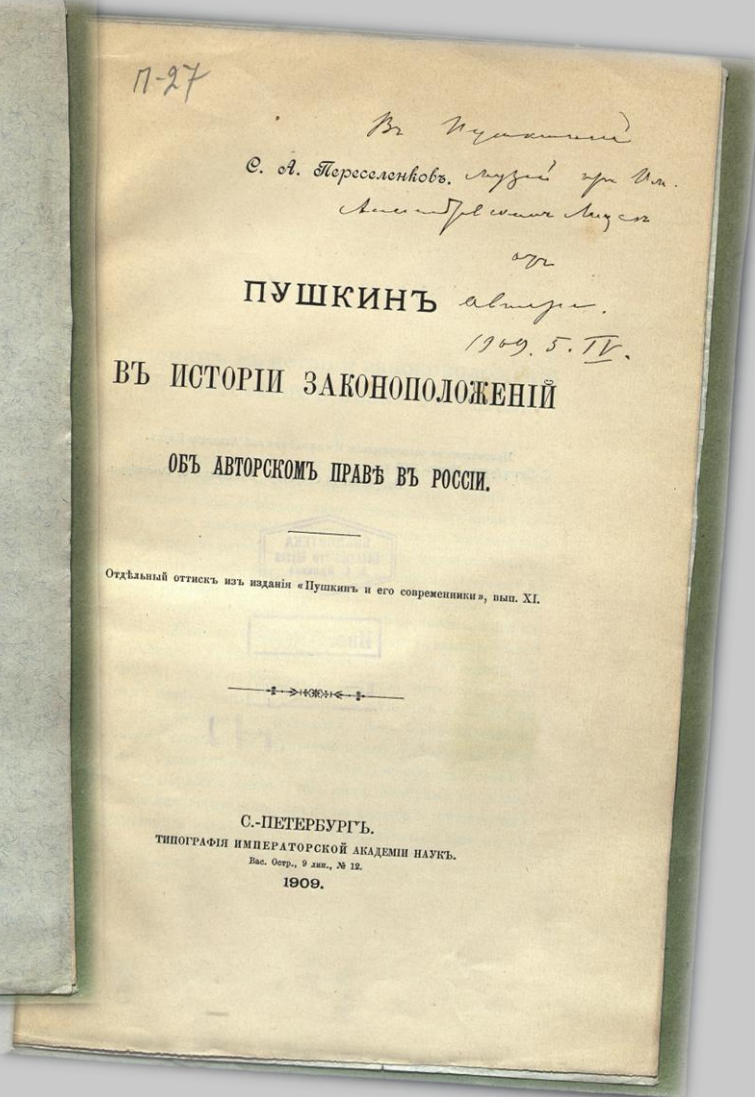 П-27
Въ Пушкинскій
С. А. Переселенковъ. музей при Им.
Александровскомъ Лицеѣ
отъ
ПУШКИНЪ автора.
1909. 5. IV.
ВЪ ИСТОРІИ ЗАКОНОПОЛОЖЕНІЙ
ОБЪ АВТОРСКОМЪ ПРАВѢ ВЪ РОССІИ.
Отдѣльный оттискъ изъ изданія «Пушкинъ и его современники», вып. XI.
С.-ПЕТЕРБУРГЪ.
ТИПОГРАФІЯ ИМПЕРАТОРСКОЙ АКАДЕМІИ НАУКЪ.
Вас. Остр., 9 лин., № 12.
1909.